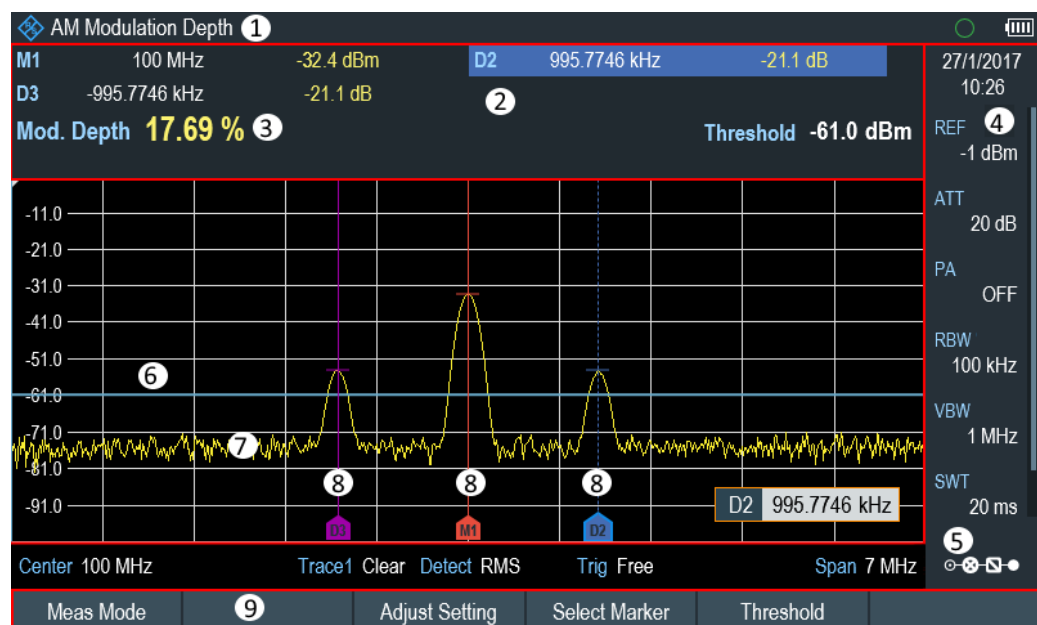 AM Modulation Depth 1
M1 100 MHz -32.4 dBm D2 995.7746 kHz -21.1 dB
D3 -995.7746 kHz -21.1 dB 2
Mod. Depth 17.69 % 3 Threshold -61.0 dBm
27/1/2017
10:26
REF 4
-1 dBm
ATT
20 dB
PA
OFF
RBW
100 kHz
VBW
1 MHz
SWT
20 ms
5
-11.0
-21.0
-31.0
-41.0
-51.0
6
-61.0
-71.0 7
-81.0
8 8 8
-91.0
D2 995.7746 kHz
D3 M1 D2
Center 100 MHz Trace1 Clear Detect RMS Trig Free Span 7 MHz
Meas Mode 9 Adjust Setting Select Marker Threshold